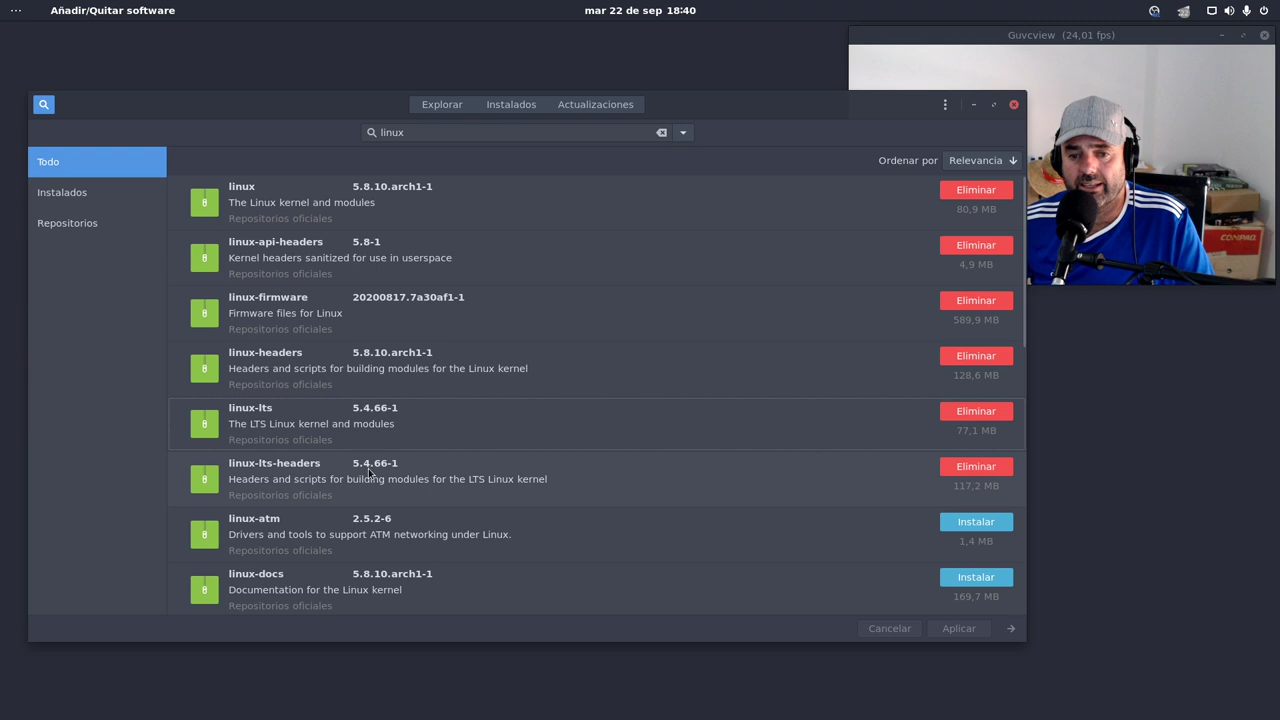 Añadir/Quitar software
mar 22 de sep 18:40
Guvcview (24,01 fps)
Explorar
Instalados
Actualizaciones
linux
Todo
Instalados
Repositorios
Ordenar por
Relevancia
linux 5.8.10.arch1-1
The Linux kernel and modules
Repositorios oficiales
Eliminar
80,9 MB
linux-api-headers 5.8-1
Kernel headers sanitized for use in userspace
Repositorios oficiales
Eliminar
4,9 MB
linux-firmware 20200817.7a30af1-1
Firmware files for Linux
Repositorios oficiales
Eliminar
589,9 MB
linux-headers 5.8.10.arch1-1
Headers and scripts for building modules for the Linux kernel
Repositorios oficiales
Eliminar
128,6 MB
linux-lts 5.4.66-1
The LTS Linux kernel and modules
Repositorios oficiales
Eliminar
77,1 MB
linux-lts-headers 5.4.66-1
Headers and scripts for building modules for the LTS Linux kernel
Repositorios oficiales
Eliminar
117,2 MB
linux-atm 2.5.2-6
Drivers and tools to support ATM networking under Linux.
Repositorios oficiales
Instalar
1,4 MB
linux-docs 5.8.10.arch1-1
Documentation for the Linux kernel
Repositorios oficiales
Instalar
169,7 MB
Cancelar
Aplicar
COMPAQ